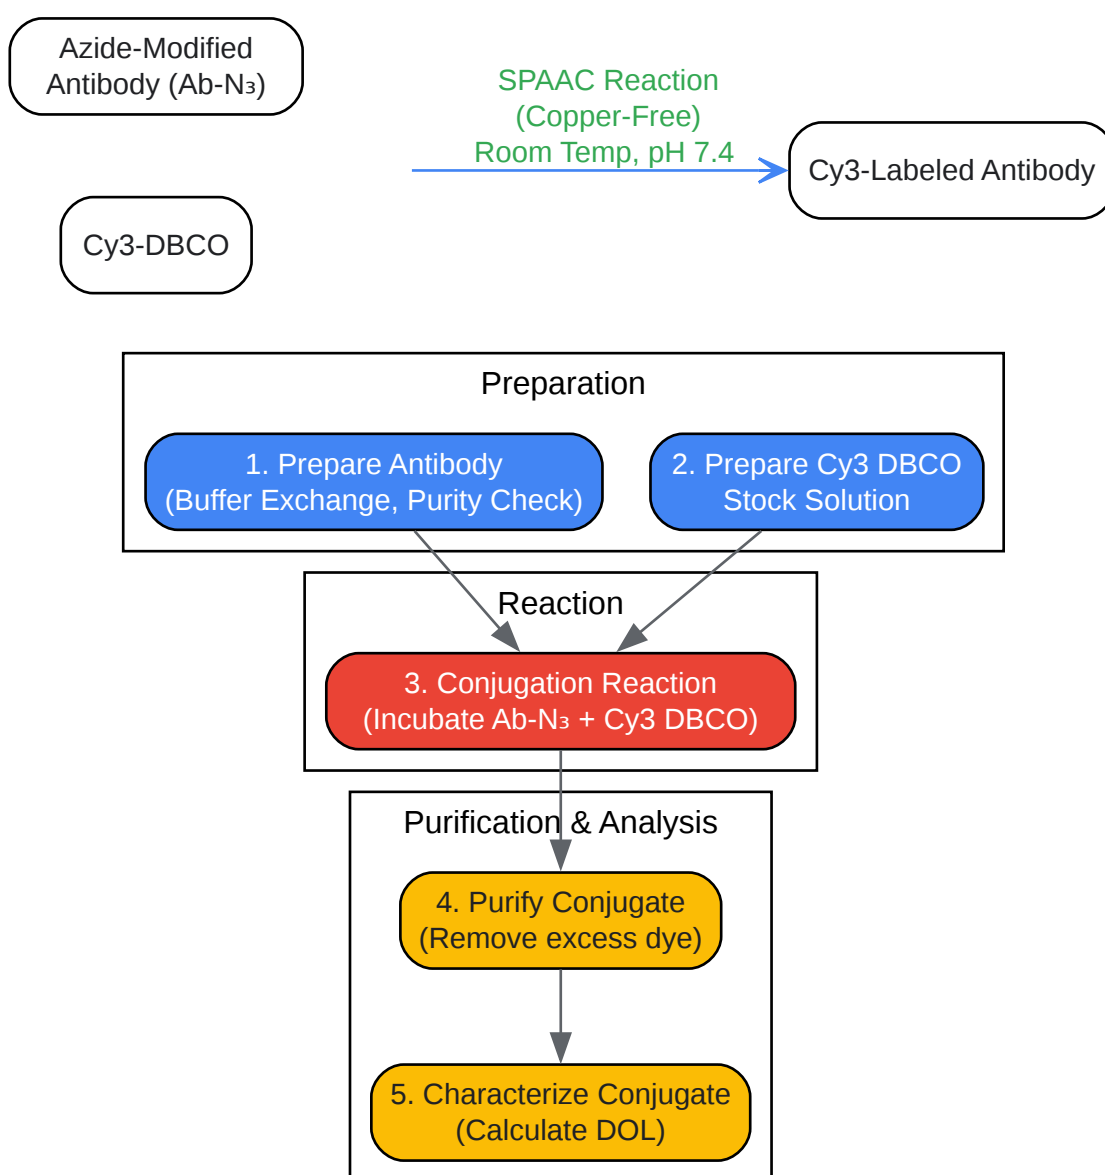 Azide-Modified
Antibody (Ab-N₃)
SPAAC Reaction
(Copper-Free)
Room Temp, pH 7.4
Cy3-Labeled Antibody
Cy3-DBCO
Preparation
1. Prepare Antibody
(Buffer Exchange, Purity Check)
2. Prepare Cy3 DBCO
Stock Solution
Reaction
3. Conjugation Reaction
(Incubate Ab-N₃ + Cy3 DBCO)
Purification & Analysis
4. Purify Conjugate
(Remove excess dye)
5. Characterize Conjugate
(Calculate DOL)